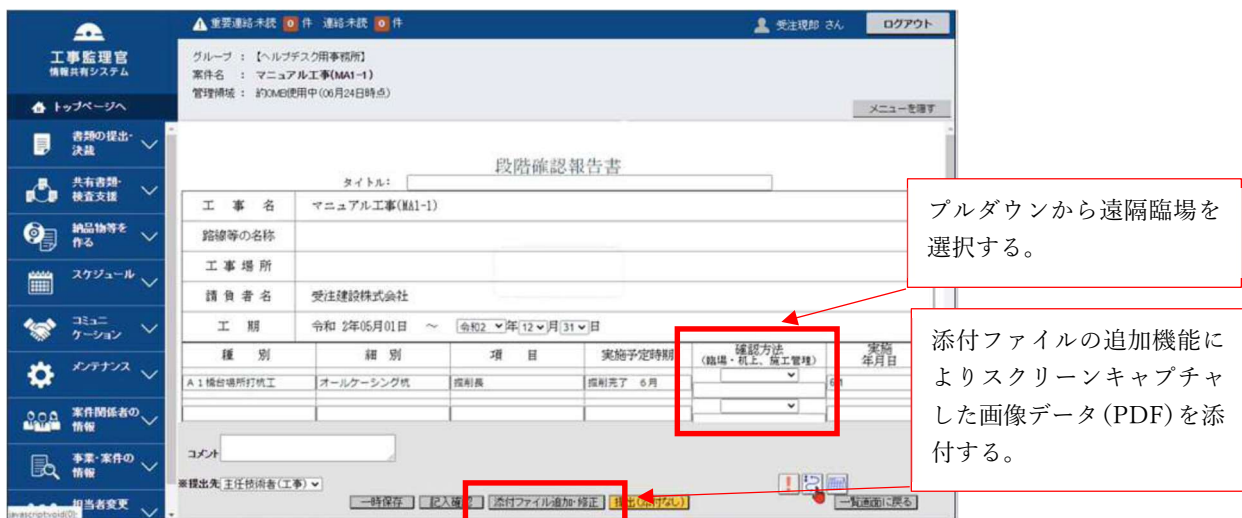 重要連絡未読 0 件 連絡未読 0 件
受注現郎 さん
ログアウト
工事監理官
情報共有システム
グループ : 【ヘルプデスク用事務所】
案件名 : マニュアル工事(MA1-1)
管理領域 : 約0MB使用中(06月24日時点)
メニューを隠す
トップページへ
書類の提出・
決裁
共有書類・
検査支援
納品物等を
作る
スケジュール
コミュニ
ケーション
メンテナンス
案件関係者の
情報
事業・案件の
情報
担当者変更
段階確認報告書
タイトル:
工 事 名 マニュアル工事(MA1-1)
路線等の名称
工 事 場 所
請 負 者 名 受注建設株式会社
工 期 令和 2年05月01日 ~ 令和2 年 12 月 31 日
種 別 細 別 項 目 実施予定時期 確認方法 実施
(臨場・机上、施工管理) 年月日
A1橋台場所打杭工 オールケーシング杭 掘削長 掘削完了 6月
コメント
※提出先 主任技術者(工事)
一時保存 記入確認 添付ファイル追加・修正 提出(添付なし) 一覧画面に戻る
javascript:void(0);
プルダウンから遠隔臨場を
選択する。
添付ファイルの追加機能に
よりスクリーンキャプチャ
した画像データ(PDF)を添
付する。